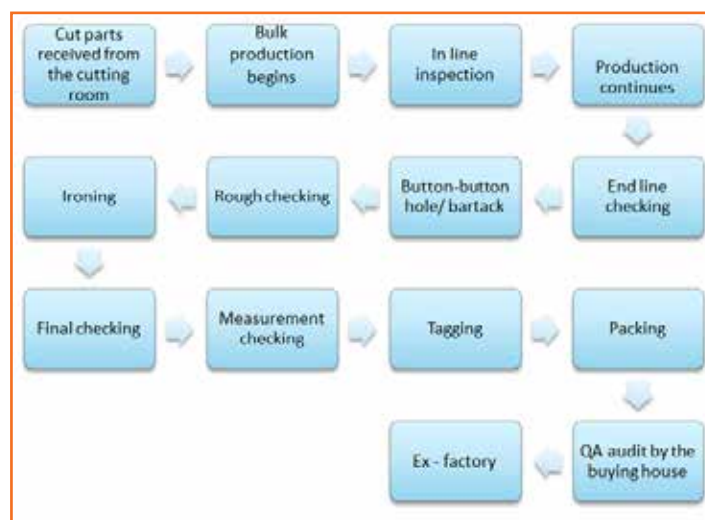 Cut parts
received from
the cutting
room
Bulk
production
begins
In line
inspection
Production
continues
End line
checking
Button-button
hole/ bartack
Rough checking
Ironing
Final checking
Measurement
checking
Tagging
Packing
QA audit by the
buying house
Ex - factory